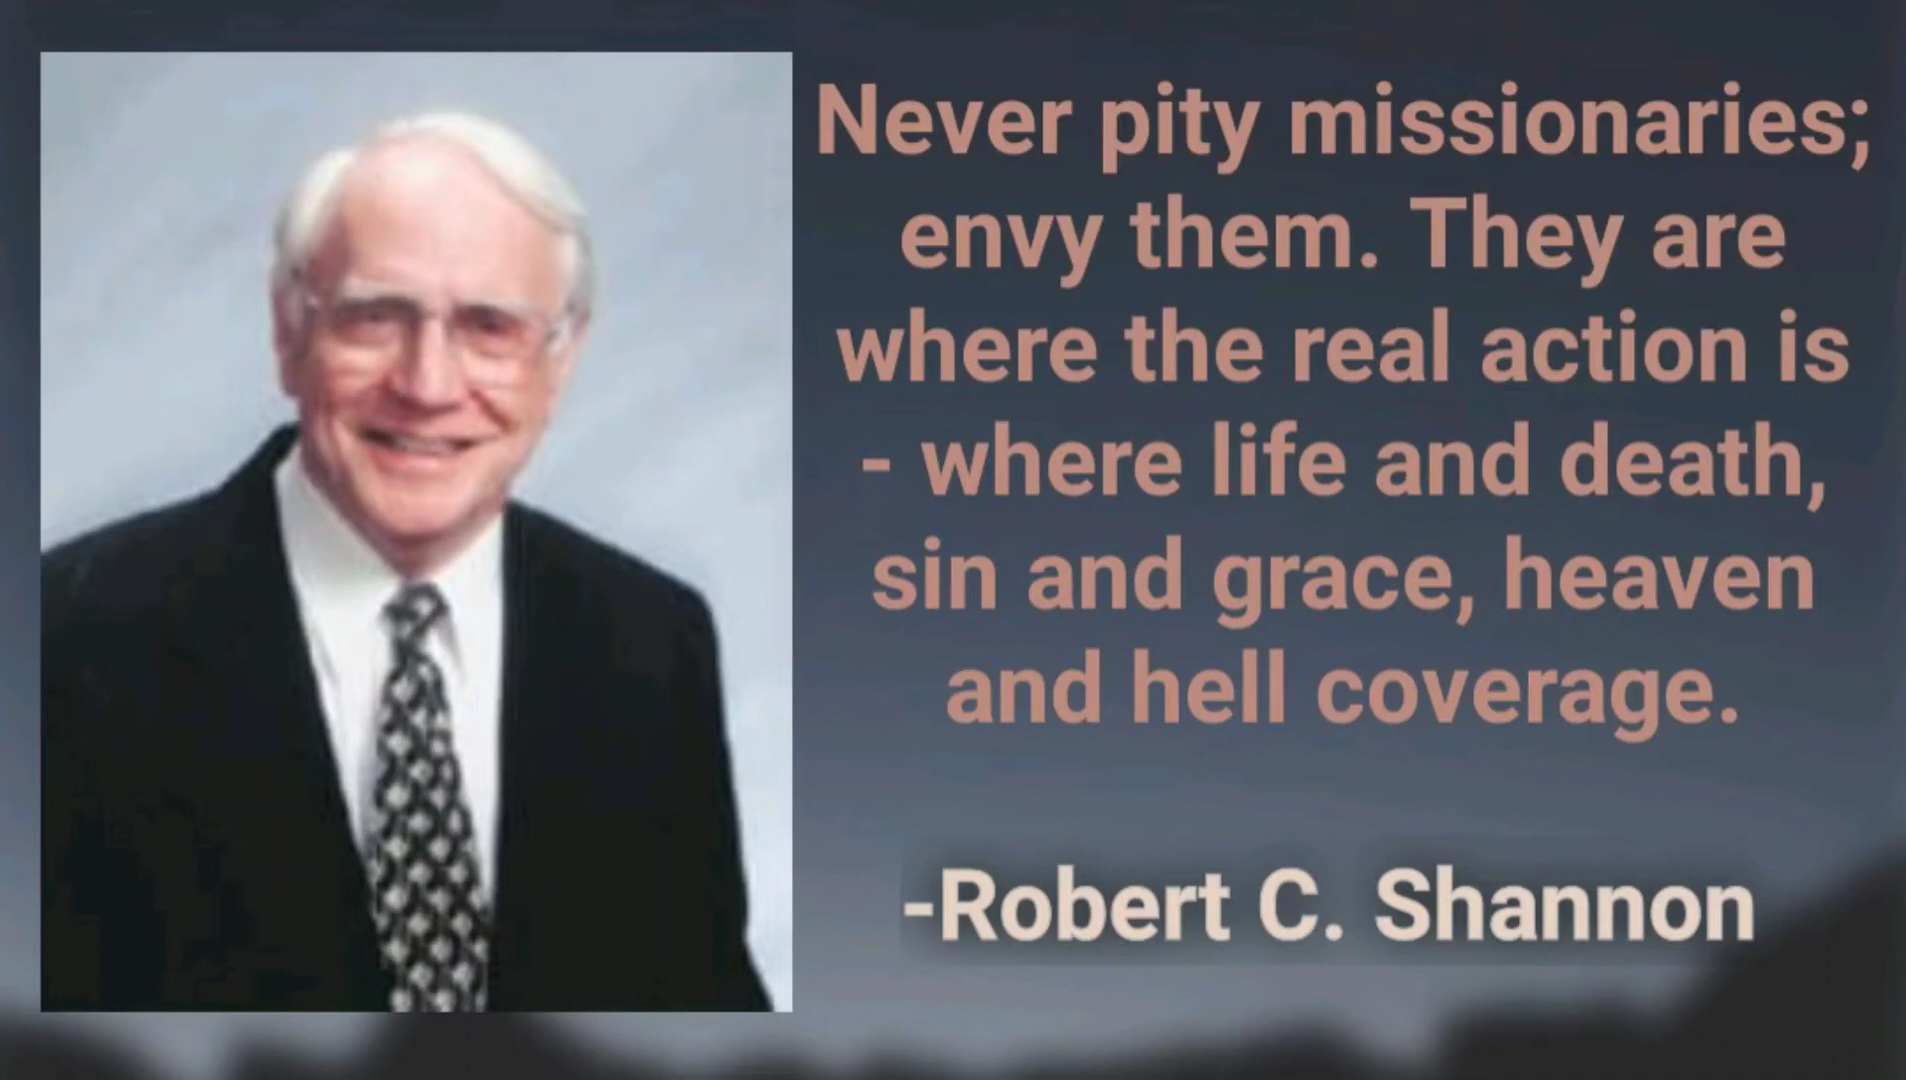 Never pity missionaries;
envy them. They are
where the real action is
- where life and death,
sin and grace, heaven
and hell coverage.
-Robert C. Shannon